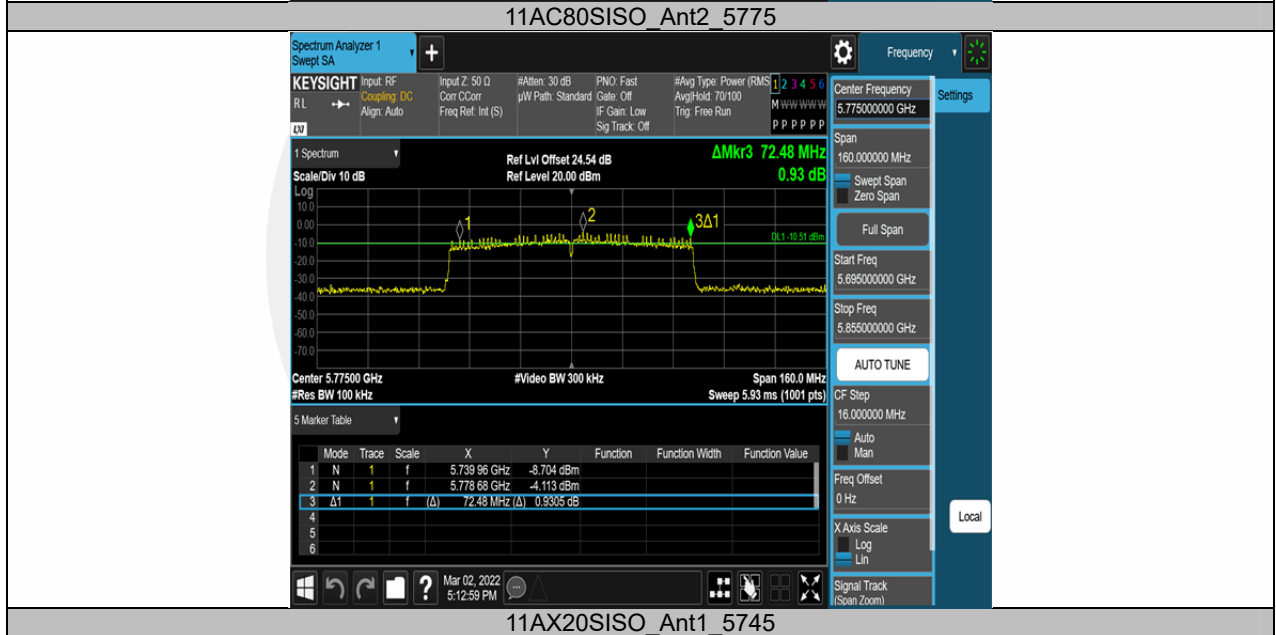 11AC80SISO_Ant2_5775
Spectrum Analyzer 1
Swept SA
+
Frequency
KEYSIGHT
RL
LXI
Input: RF
Coupling: DC
Align: Auto
Input Z: 50 Ω
Corr CCorr
Freq Ref: Int (S)
#Atten: 30 dB
µW Path: Standard
PNO: Fast
Gate: Off
IF Gain: Low
Sig Track: Off
#Avg Type: Power (RMS
Avg|Hold: 70/100
Trig: Free Run
1 2 3 4 5 6
M W W W W W
P P P P P P
Center Frequency
5.775000000 GHz
Settings
Span
160.000000 MHz
Swept Span
Zero Span
Full Span
Start Freq
5.695000000 GHz
Stop Freq
5.855000000 GHz
AUTO TUNE
CF Step
16.000000 MHz
Auto
Man
Freq Offset
0 Hz
X Axis Scale
Log
Lin
Signal Track
(Span Zoom)
Local
1 Spectrum
Scale/Div 10 dB
Ref Lvl Offset 24.54 dB
Ref Level 20.00 dBm
ΔMkr3 72.48 MHz
0.93 dB
Log
10.0
0.00
-10.0
-20.0
-30.0
-40.0
-50.0
-60.0
-70.0
1
2
3Δ1
DL1 -10.51 dBm
Center 5.77500 GHz
#Video BW 300 kHz
Span 160.0 MHz
#Res BW 100 kHz
Sweep 5.93 ms (1001 pts)
5 Marker Table
Mode Trace Scale X Y Function Function Width Function Value
1 N 1 f 5.739 96 GHz -8.704 dBm
2 N 1 f 5.778 68 GHz -4.113 dBm
3 Δ1 1 f (Δ) 72.48 MHz (Δ) 0.9305 dB
4
5
6
?
Mar 02, 2022
5:12:59 PM
11AX20SISO_Ant1_5745